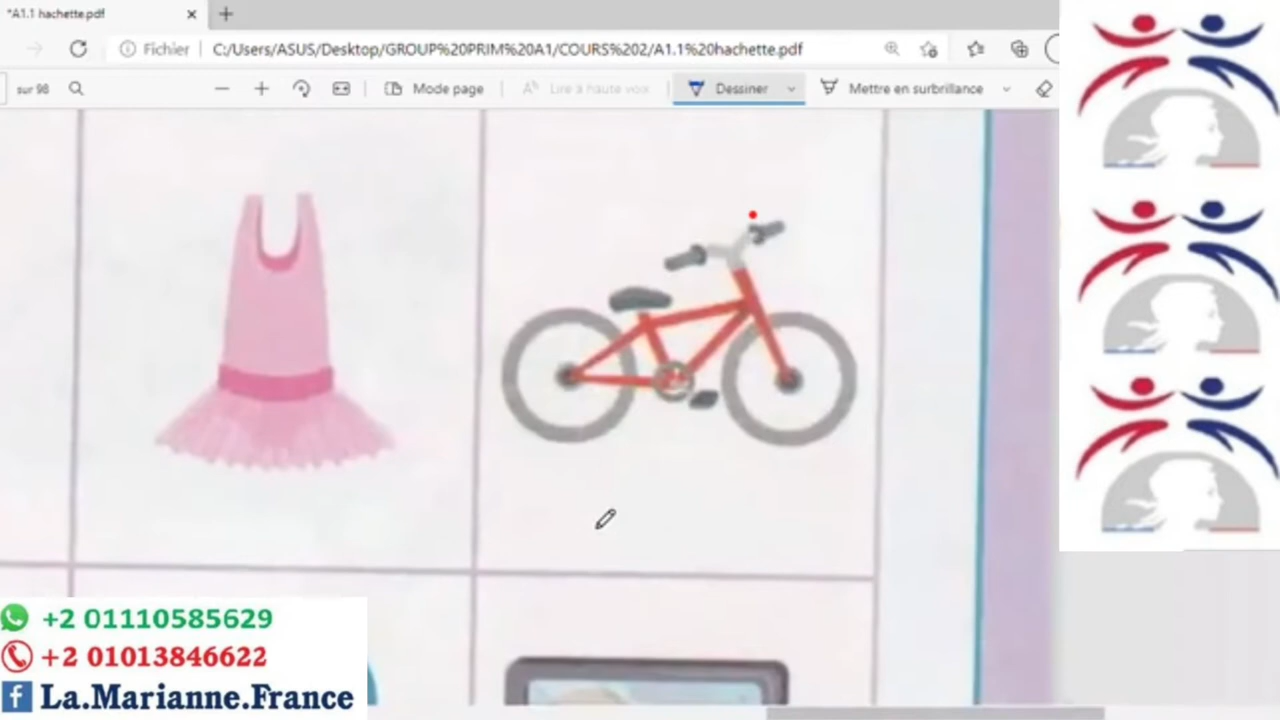 *A1.1 hachette.pdf
Fichier C:/Users/ASUS/Desktop/GROUP%20PRIM%20A1/COURS%202/A1.1%20hachette.pdf
sur 98 Mode page Lire à haute voix Dessiner Mettre en surbrillance
+2 01110585629
+2 01013846622
La.Marianne.France